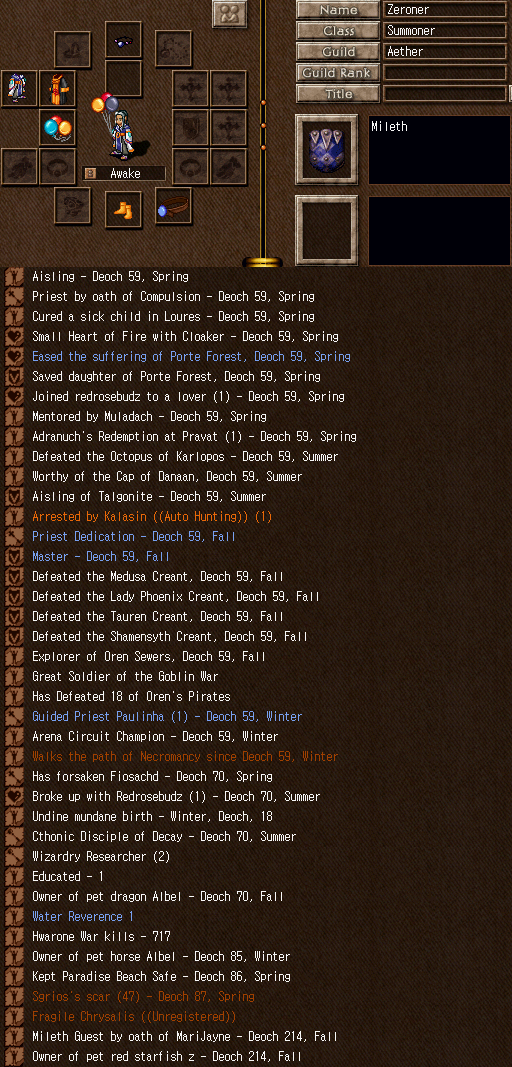 Name Zeroner
Class Summoner
Guild Aether
Guild Rank
Title
Mileth
Awake
Aisling - Deoch 59, Spring
Priest by oath of Compulsion - Deoch 59, Spring
Cured a sick child in Loures - Deoch 59, Spring
Small Heart of Fire with Cloaker - Deoch 59, Spring
Eased the suffering of Porte Forest, Deoch 59, Spring
Saved daughter of Porte Forest, Deoch 59, Spring
Joined redrosebudz to a lover (1) - Deoch 59, Spring
Mentored by Muladach - Deoch 59, Spring
Adranuch's Redemption at Pravat (1) - Deoch 59, Spring
Defeated the Octopus of Karlopos - Deoch 59, Summer
Worthy of the Cap of Danaan, Deoch 59, Summer
Aisling of Talgonite - Deoch 59, Summer
Arrested by Kalasin ((Auto Hunting)) (1)
Priest Dedication - Deoch 59, Fall
Master - Deoch 59, Fall
Defeated the Medusa Creant, Deoch 59, Fall
Defeated the Lady Phoenix Creant, Deoch 59, Fall
Defeated the Tauren Creant, Deoch 59, Fall
Defeated the Shamensyth Creant, Deoch 59, Fall
Explorer of Oren Sewers, Deoch 59, Fall
Great Soldier of the Goblin War
Has Defeated 18 of Oren's Pirates
Guided Priest Paulinha (1) - Deoch 59, Winter
Arena Circuit Champion - Deoch 59, Winter
Walks the path of Necromancy since Deoch 59, Winter
Has forsaken Fiosachd - Deoch 70, Spring
Broke up with Redrosebudz (1) - Deoch 70, Summer
Undine mundane birth - Winter, Deoch, 18
Cthonic Disciple of Decay - Deoch 70, Summer
Wizardry Researcher (2)
Educated - 1
Owner of pet dragon Albel - Deoch 70, Fall
Water Reverence 1
Hwarone War kills - 717
Owner of pet horse Albel - Deoch 85, Winter
Kept Paradise Beach Safe - Deoch 86, Spring
Sgrios's scar (47) - Deoch 87, Spring
Fragile Chrysalis ((Unregistered))
Mileth Guest by oath of MariJayne - Deoch 214, Fall
Owner of pet red starfish z - Deoch 214, Fall